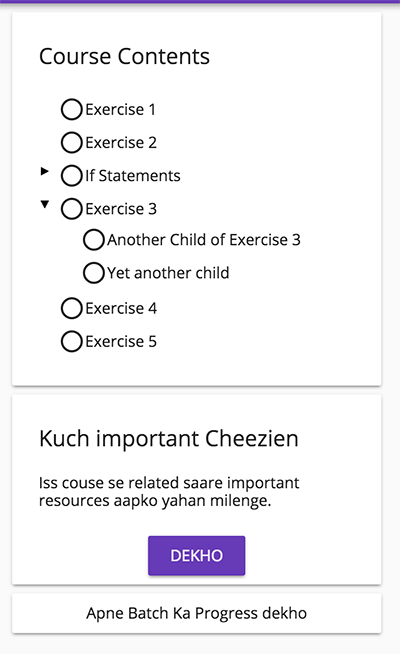 Course Contents
Exercise 1
Exercise 2
If Statements
Exercise 3
Another Child of Exercise 3
Yet another child
Exercise 4
Exercise 5
Kuch important Cheezien
Iss couse se related saare important
resources aapko yahan milenge.
DEKHO
Apne Batch Ka Progress dekho